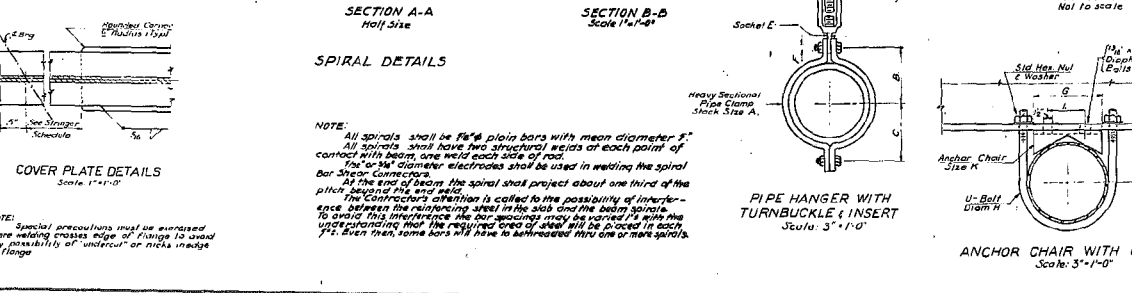 SECTION A-A
Half Size
SECTION B-B
Scale 1"=1'-0"
Not to scale
Rounded Corner
Radius (Typ)
℄ Brg
See Stringer
Schedule
COVER PLATE DETAILS
Scale: 1"=1'-0"
Special precautions must be exercised
welding crosses edge of flange to avoid
possibility of "undercut" or nicks in edge
flange
SPIRAL DETAILS
NOTE:
All spirals shall be plain bars with mean diameter
All spirals shall have two structural welds at each point of
contact with beam, one weld each side of rod.
diameter electrodes shall be used in welding the spiral
Bar Shear Connectors.
At the end of beam the spiral shall project about one third of the
pitch beyond the end weld.
The Contractor's attention is called to the possibility of interfer-
ence between the reinforcing steel in the slab and the beam spirals.
To avoid this interference the bar spacings may be varied with the
understanding that the required area of steel will be placed in each
Even then, some bars will have to be threaded thru one or more spirals.
Socket E
F
B
C
Heavy Sectional
Pipe Clamp
Stock Size A.
PIPE HANGER WITH
TURNBUCKLE & INSERT
Scale: 3"=1'-0"
Std. Hex. Nut
& Washer
G
L
Anchor Chair
Size K
U-Bolt
Diam H
ANCHOR CHAIR WITH
Scale: 3"=1'-0"